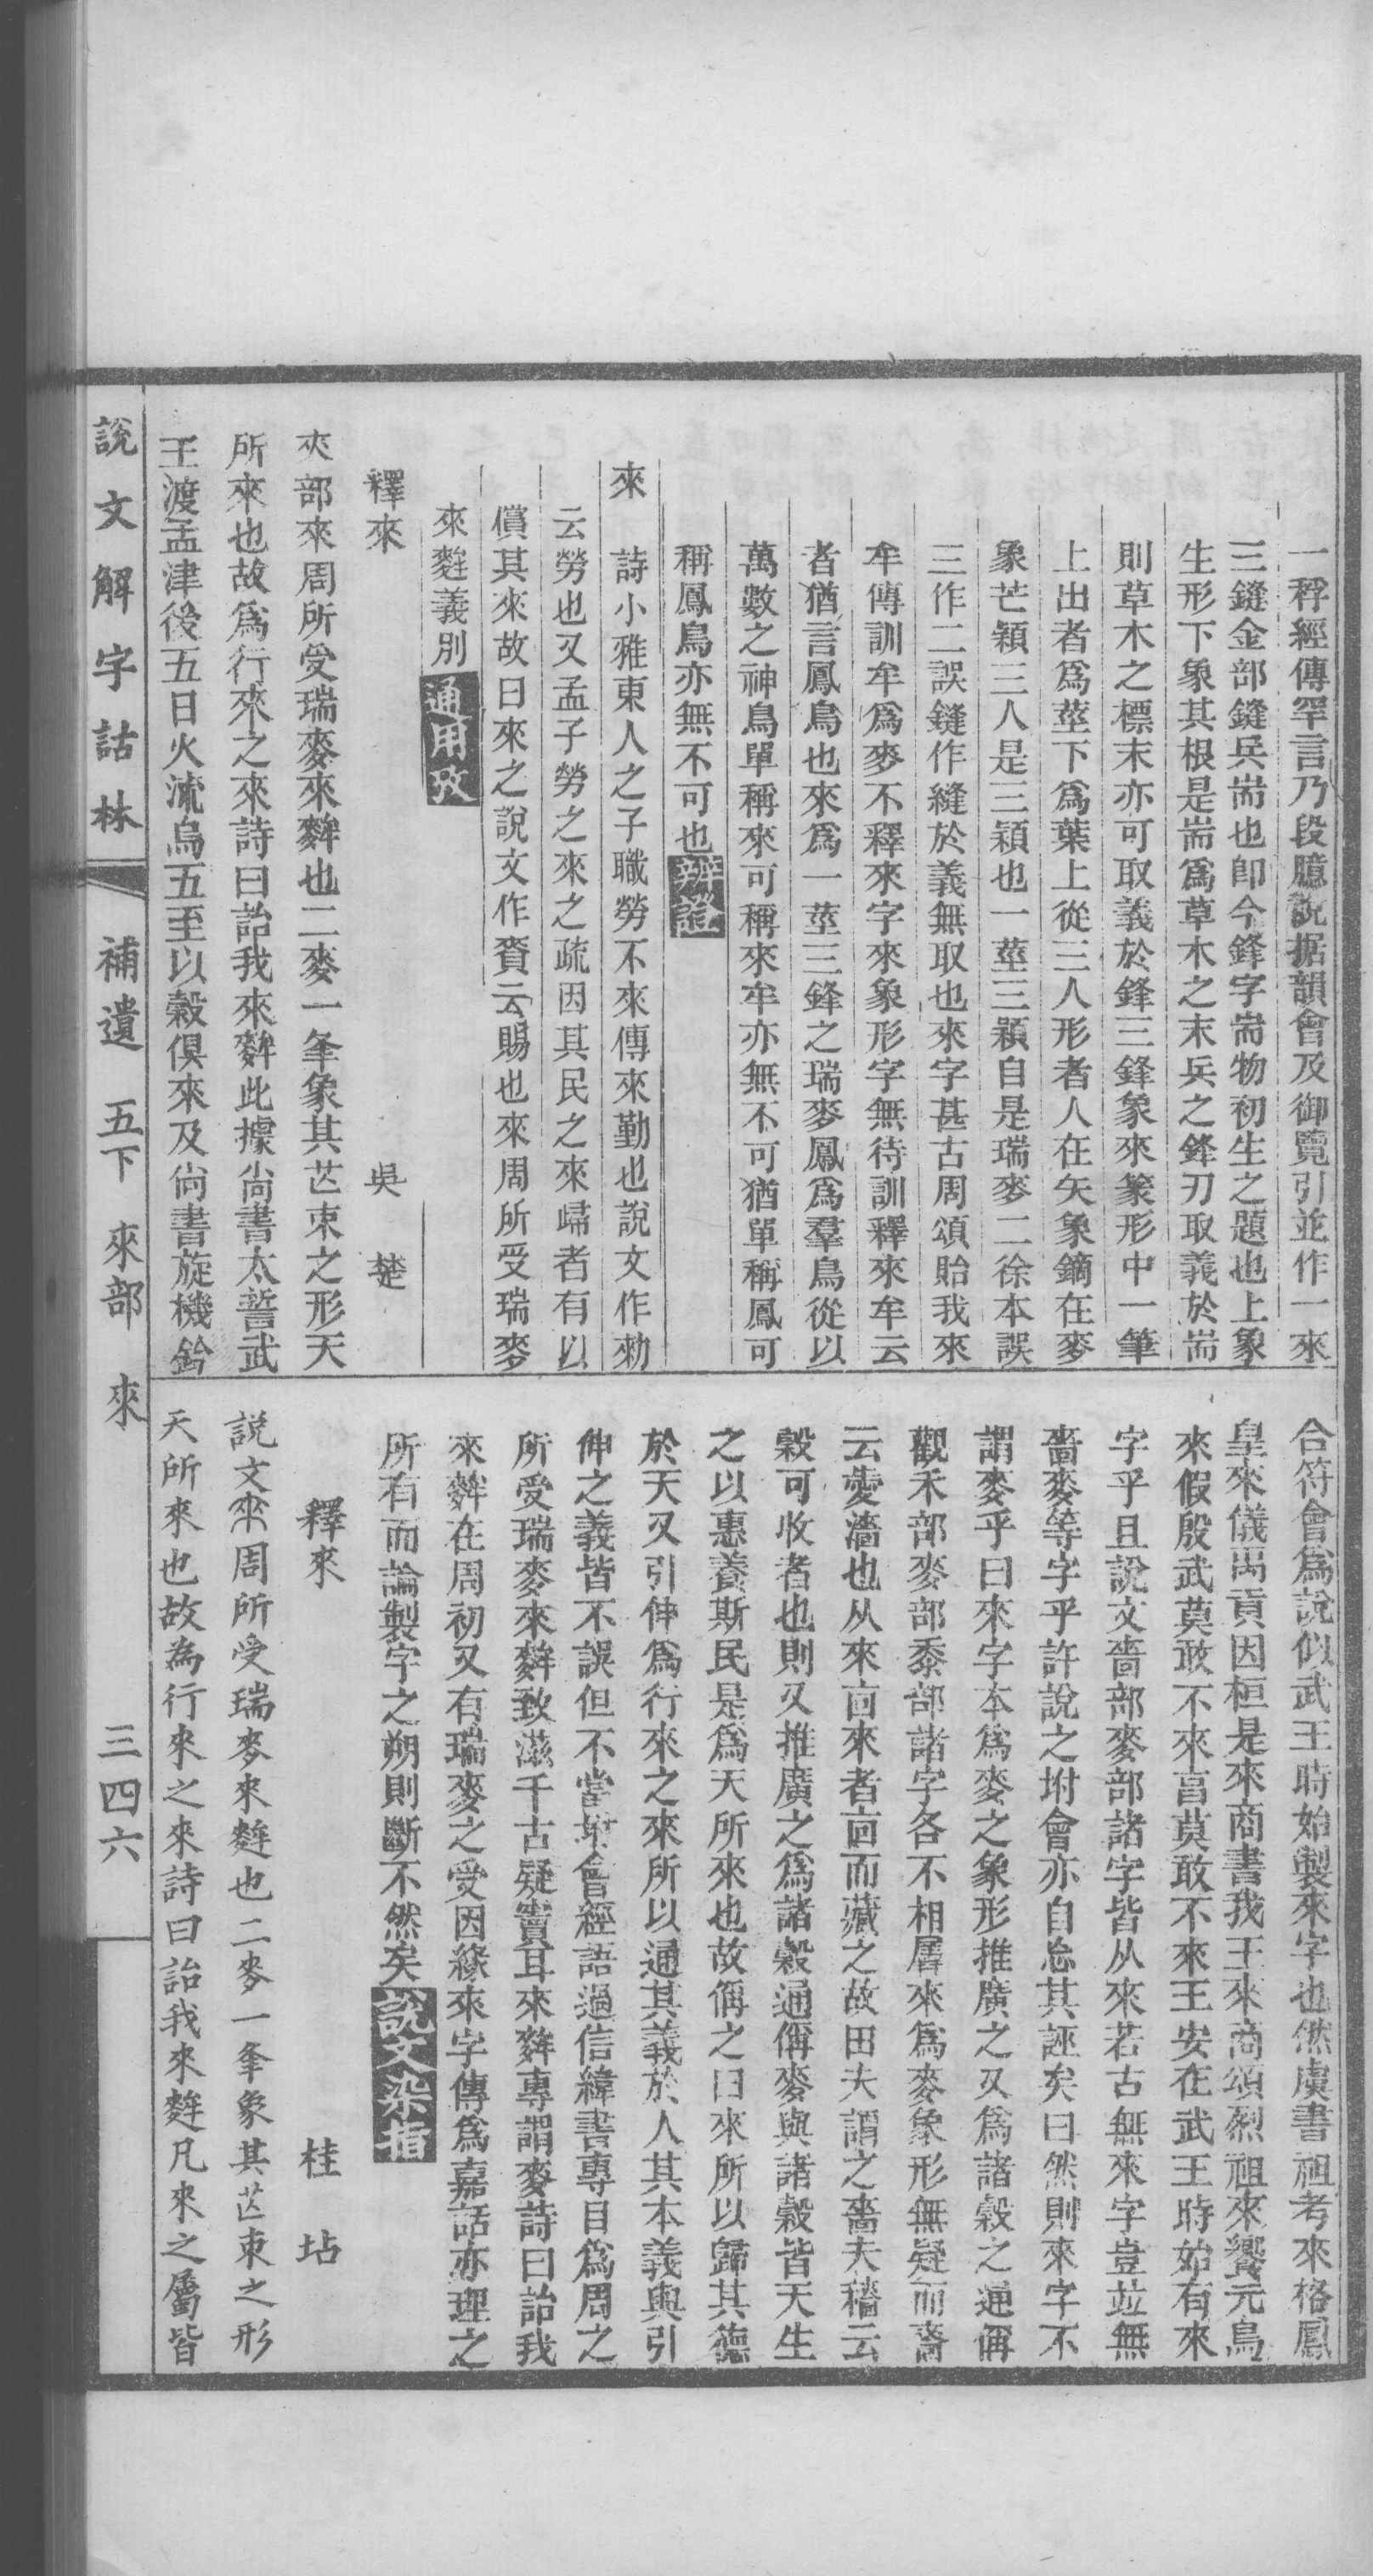 一稃經傳罕言乃段臆說据韻會及御覽引並作一來
三鏠金部鏠兵耑也卽今鋒字耑物初生之題也上象
生形下象其根是耑爲草木之末兵之鋒刃取義於耑
則草木之標末亦可取義於鋒三鋒象來篆形中一筆
上出者爲莖下爲葉上從三人形者人在矢象鏑在麥
象芒穎三人是三穎也一莖三穎自是瑞麥二徐本誤
三作二誤鏠作縫於義無取也來字甚古周頌貽我來
牟傳訓牟爲麥不釋來字來象形字無待訓釋來牟云
者猶言鳳鳥也來爲一莖三鋒之瑞麥鳳爲羣鳥從以
萬數之神鳥單稱來可稱來牟亦無不可猶單稱鳳可
稱鳳鳥亦無不可也辨證
來　詩小雅東人之子職勞不來傳來勤也說文作勑
云勞也又孟子勞之來之疏因其民之來歸者有以
償其來故曰來之說文作賚云賜也來周所受瑞麥
來麰義別通用攷
釋來　吳　楚
來部來周所受瑞麥來麰也二麥一夆象其芒朿之形天
所來也故爲行來之來詩曰詒我來麰此據尚書太誓武
王渡孟津後五日火流烏五至以穀俱來及尚書旋機鈐
合符會爲說似武王時始製來字也然虞書祖考來格鳳
皇來儀禹貢因桓是來商書我王來商頌烈祖來饗元鳥
來假殷武莫敢不來享莫敢不來王安在武王時始有來
字乎且說文嗇部麥部諸字皆从來若古無來字豈竝無
嗇麥等字乎許說之坿會亦自忘其誣矣曰然則來字不
謂麥乎曰來字本爲麥之象形推廣之又爲諸穀之通偁
觀禾部麥部黍部諸字各不相厝來爲麥象形無疑而嗇
云㤅濇也从來㐭來者㐭而藏之故田夫謂之嗇夫穡云
穀可收者也則又推廣之爲諸穀通偁麥與諸穀皆天生
之以惠養斯民是爲天所來也故偁之曰來所以歸其德
於天又引伸爲行來之來所以通其義於人其本義與引
伸之義皆不誤但不當坿會經語過信緯書專目爲周之
所受瑞麥來麰致滋千古疑竇耳來麰專謂麥詩曰詒我
來麰在周初又有瑞麥之受因緣來字傳爲嘉話亦理之
所有而論製字之朔則斷不然矣說文染指
釋來　桂　坫
説文來周所受瑞麥來麰也二麥一夆象其芒朿之形
天所來也故為行來之來詩曰詒我來麰凡來之屬皆
說文解字詁林　補遺　五下　來部　來　三四六